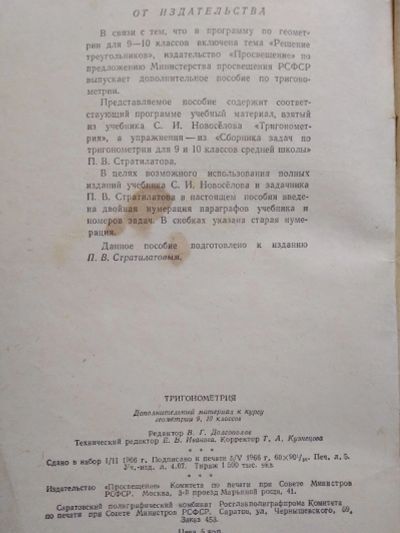 ОТ ИЗДАТЕЛЬСТВА
В связи с тем, что в программу по геомет-
рии для 9—10 классов включена тема «Решение
треугольников», издательство «Просвещение» по
предложению Министерства просвещения РСФСР
выпускает дополнительное пособие по тригоно-
метрии.
Представляемое пособие содержит соответ-
ствующий программе учебный материал, взятый
из учебника С. И. Новосёлова «Тригономет-
рия», а упражнения — из «Сборника задач по
тригонометрии для 9 и 10 классов средней школы»
П. В. Стратилатова.
В целях возможного использования полных
изданий учебника С. И. Новосёлова и задачника
П. В. Стратилатова в настоящем пособии введе-
на двойная нумерация параграфов учебника и
номеров задач. В скобках указана старая нуме-
рация.
Данное пособие подготовлено к изданию
П. В. Стратилатовым.
ТРИГОНОМЕТРИЯ
Дополнительный материал к курсу
геометрии 9, 10 классов
Редактор В. Г. Долгополов
Технический редактор Е. В. Иванова. Корректор Т. А. Кузнецова
Сдано в набор 1/II 1966 г. Подписано к печати 5/V 1966 г. 60×90¹/₁₆. Печ. л. 5.
Уч.-изд. л. 4.07. Тираж 1 500 тыс. экз.
Издательство «Просвещение» Комитета по печати при Совете Министров
РСФСР. Москва, 3-й проезд Марьиной рощи, 41.
Саратовский полиграфический комбинат Росглавполиграфпрома Комитета
по печати при Совете Министров РСФСР. Саратов, ул. Чернышевского, 59.
Заказ 453.
Цена 5 коп.